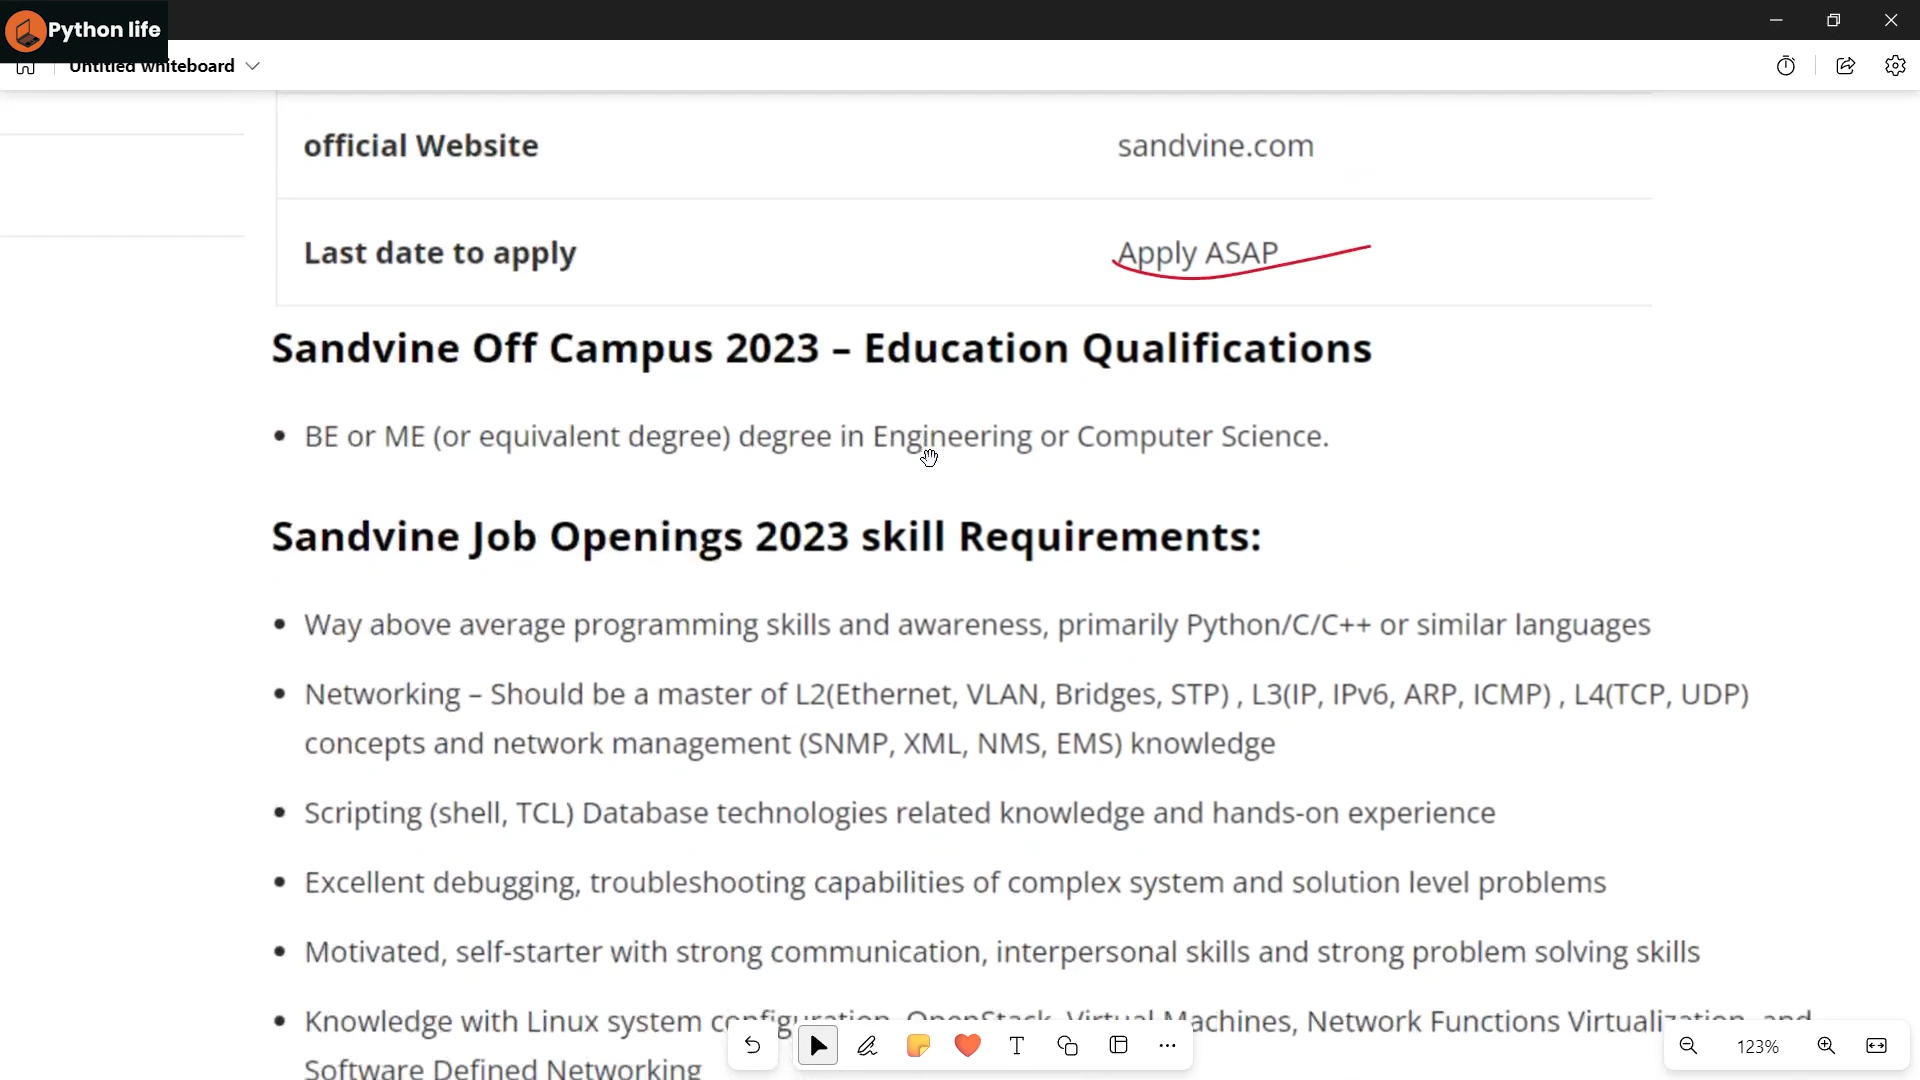 Python life
Untitled whiteboard
official Website
sandvine.com
Last date to apply
Apply ASAP
Sandvine Off Campus 2023 – Education Qualifications
• BE or ME (or equivalent degree) degree in Engineering or Computer Science.
Sandvine Job Openings 2023 skill Requirements:
• Way above average programming skills and awareness, primarily Python/C/C++ or similar languages
• Networking – Should be a master of L2(Ethernet, VLAN, Bridges, STP) , L3(IP, IPv6, ARP, ICMP) , L4(TCP, UDP)
concepts and network management (SNMP, XML, NMS, EMS) knowledge
• Scripting (shell, TCL) Database technologies related knowledge and hands-on experience
• Excellent debugging, troubleshooting capabilities of complex system and solution level problems
• Motivated, self-starter with strong communication, interpersonal skills and strong problem solving skills
• Knowledge with Linux system configuration, OpenStack, Virtual Machines, Network Functions Virtualization, and
Software Defined Networking
123%